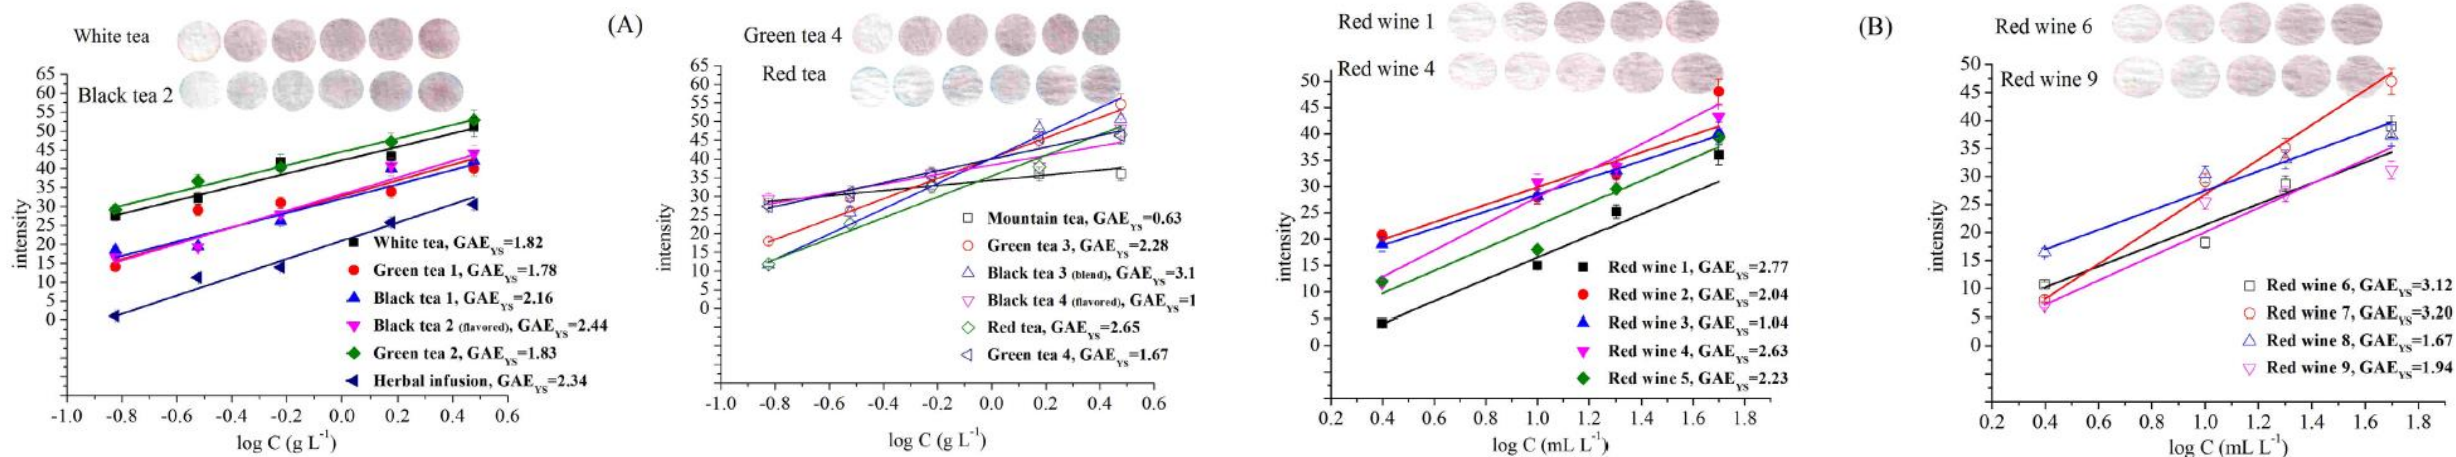 White tea
Black tea 2
65
60
55
50
45
40
35
30
25
20
15
10
5
0
intensity
White tea, GAE_YS=1.82
Green tea 1, GAE_YS=1.78
Black tea 1, GAE_YS=2.16
Black tea 2 (flavored), GAE_YS=2.44
Green tea 2, GAE_YS=1.83
Herbal infusion, GAE_YS=2.34
-1.0 -0.8 -0.6 -0.4 -0.2 0.0 0.2 0.4 0.6
log C (g L⁻¹)
(A)
Green tea 4
Red tea
65
60
55
50
45
40
35
30
25
20
15
10
5
0
intensity
Mountain tea, GAE_YS=0.63
Green tea 3, GAE_YS=2.28
Black tea 3 (blend), GAE_YS=3.1
Black tea 4 (flavored), GAE_YS=1
Red tea, GAE_YS=2.65
Green tea 4, GAE_YS=1.67
-1.0 -0.8 -0.6 -0.4 -0.2 0.0 0.2 0.4 0.6
log C (g L⁻¹)
Red wine 1
Red wine 4
50
45
40
35
30
25
20
15
10
5
0
intensity
Red wine 1, GAE_YS=2.77
Red wine 2, GAE_YS=2.04
Red wine 3, GAE_YS=1.04
Red wine 4, GAE_YS=2.63
Red wine 5, GAE_YS=2.23
0.2 0.4 0.6 0.8 1.0 1.2 1.4 1.6 1.8
log C (mL L⁻¹)
(B)
Red wine 6
Red wine 9
50
45
40
35
30
25
20
15
10
5
0
intensity
Red wine 6, GAE_YS=3.12
Red wine 7, GAE_YS=3.20
Red wine 8, GAE_YS=1.67
Red wine 9, GAE_YS=1.94
0.2 0.4 0.6 0.8 1.0 1.2 1.4 1.6 1.8
log C (mL L⁻¹)